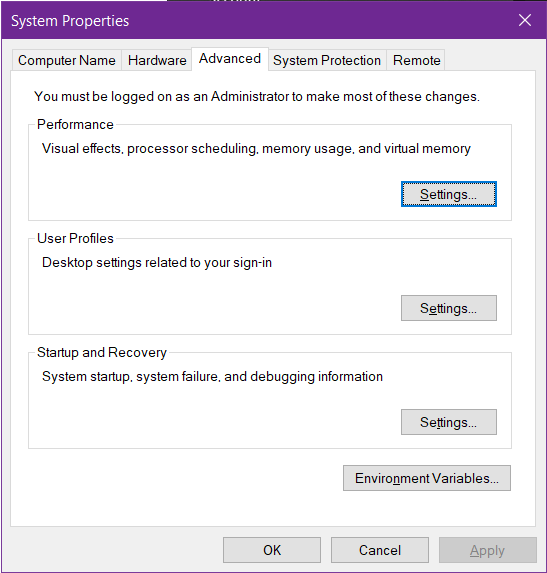 System Properties
Computer Name Hardware Advanced System Protection Remote
You must be logged on as an Administrator to make most of these changes.
Performance
Visual effects, processor scheduling, memory usage, and virtual memory
Settings...
User Profiles
Desktop settings related to your sign-in
Settings...
Startup and Recovery
System startup, system failure, and debugging information
Settings...
Environment Variables...
OK Cancel Apply